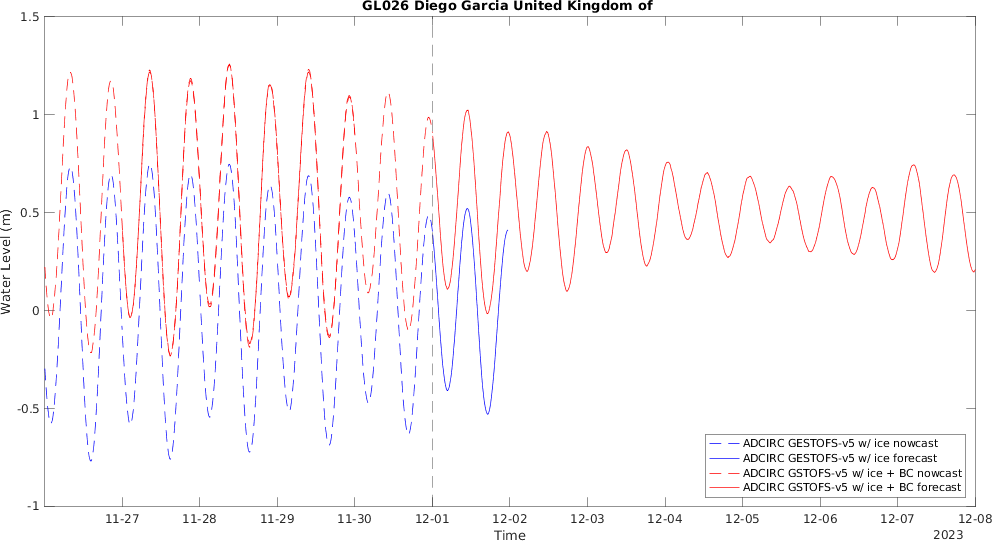 GL026 Diego Garcia United Kingdom of
1.5
1
0.5
0
-0.5
-1
Water Level (m)
11-27
11-28
11-29
11-30
12-01
12-02
12-03
12-04
12-05
12-06
12-07
12-08
Time
2023
ADCIRC GESTOFS-v5 w/ ice nowcast
ADCIRC GESTOFS-v5 w/ ice forecast
ADCIRC GSTOFS-v5 w/ ice + BC nowcast
ADCIRC GSTOFS-v5 w/ ice + BC forecast